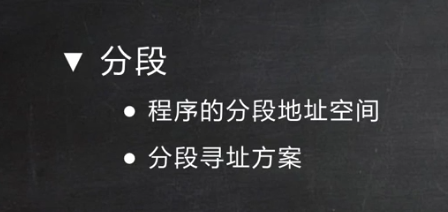 ▼ 分段
• 程序的分段地址空间
• 分段寻址方案